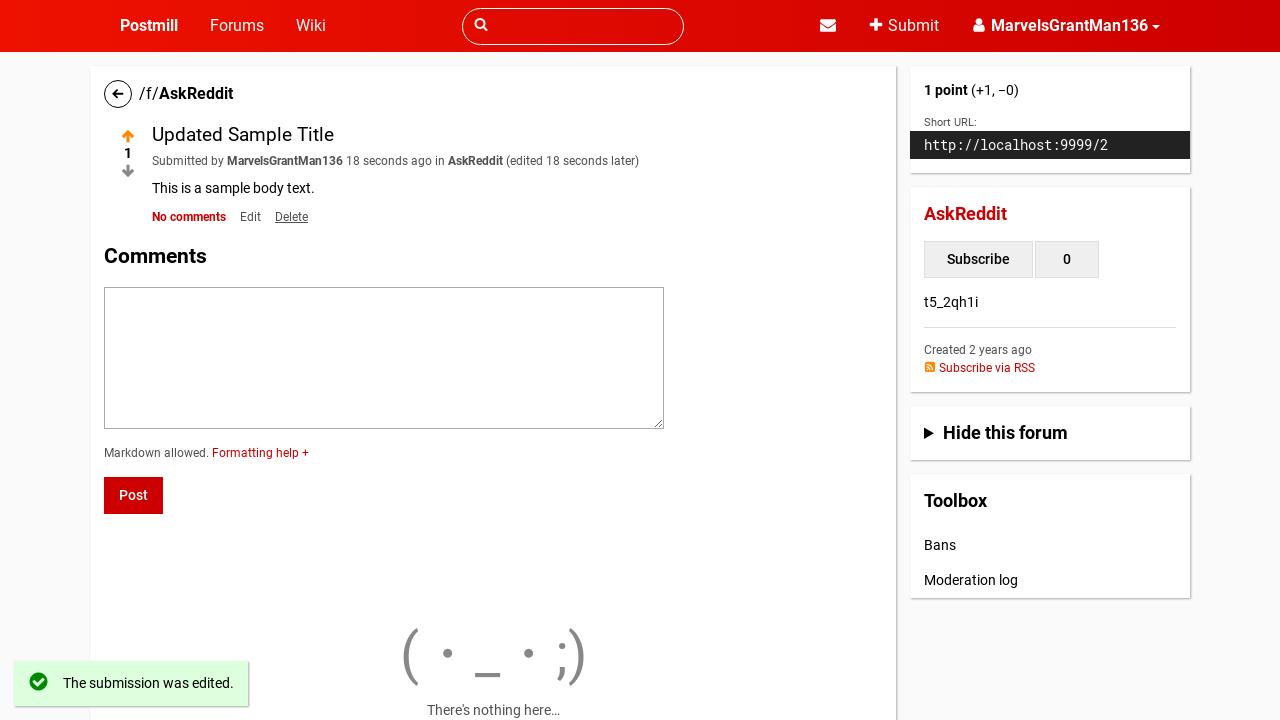 Postmill Forums Wiki Submit MarvelsGrantMan136
/f/AskReddit
1
Updated Sample Title
Submitted by MarvelsGrantMan136 18 seconds ago in AskReddit (edited 18 seconds later)
This is a sample body text.
No comments Edit Delete
Comments
Markdown allowed. Formatting help +
Post
( ・_・;)
There's nothing here…
The submission was edited.
1 point (+1, −0)
Short URL:
http://localhost:9999/2
AskReddit
Subscribe 0
t5_2qh1i
Created 2 years ago
Subscribe via RSS
Hide this forum
Toolbox
Bans
Moderation log